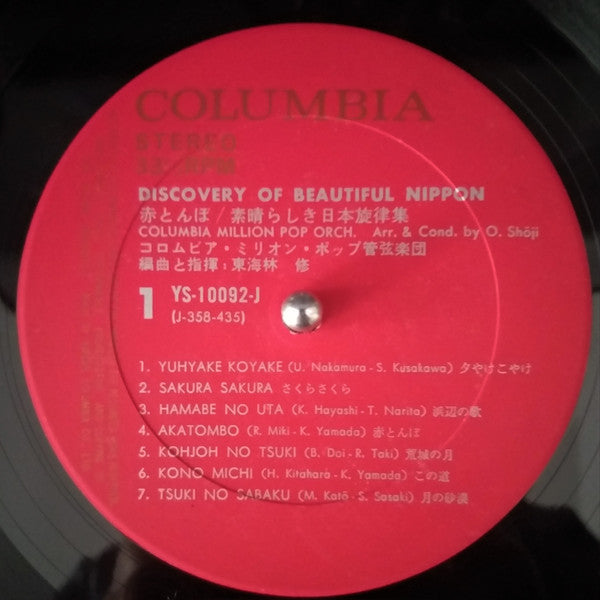 COLUMBIA
STEREO
33⅓RPM
DISCOVERY OF BEAUTIFUL NIPPON
赤とんぼ/素晴らしき日本旋律集
COLUMBIA MILLION POP ORCH. Arr. & Cond. by O. Shōji
コロムビア・ミリオン・ポップ管弦楽団
編曲と指揮：東海林 修
1 YS-10092-J
(J-358-435)
1. YUHYAKE KOYAKE (U. Nakamura - S. Kusakawa) 夕やけこやけ
2. SAKURA SAKURA さくらさくら
3. HAMABE NO UTA (K. Hayashi - T. Narita) 浜辺の歌
4. AKATOMBO (R. Miki - K. Yamada) 赤とんぼ
5. KOHJOH NO TSUKI (B. Doi - R. Taki) 荒城の月
6. KONO MICHI (H. Kitahara - K. Yamada) この道
7. TSUKI NO SABAKU (M. Katō - S. Sasaki) 月の砂漠